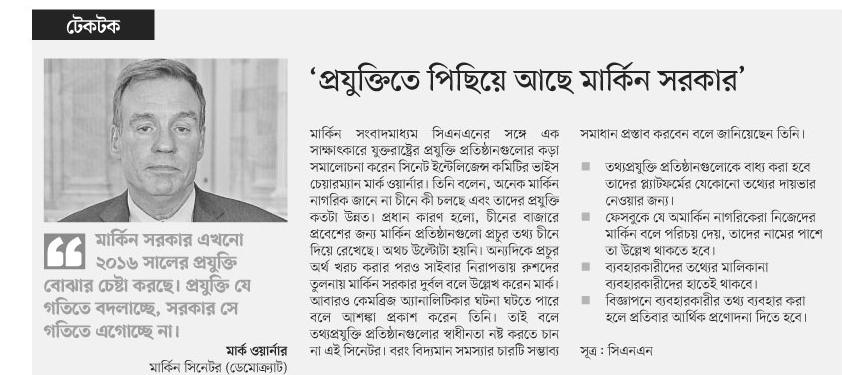 টেকটক
‘প্রযুক্তিতে পিছিয়ে আছে মার্কিন সরকার’
মার্কিন সরকার এখনো
২০১৬ সালের প্রযুক্তি
বোঝার চেষ্টা করছে। প্রযুক্তি যে
গতিতে বদলাচ্ছে, সরকার সে
গতিতে এগোচ্ছে না।
মার্ক ওয়ার্নার
মার্কিন সিনেটর (ডেমোক্র্যাট)
মার্কিন সংবাদমাধ্যম সিএনএনের সঙ্গে এক
সাক্ষাৎকারে যুক্তরাষ্ট্রের প্রযুক্তি প্রতিষ্ঠানগুলোর কড়া
সমালোচনা করেন সিনেট ইন্টেলিজেন্স কমিটির ভাইস
চেয়ারম্যান মার্ক ওয়ার্নার। তিনি বলেন, অনেক মার্কিন
নাগরিক জানে না চীনে কী চলছে এবং তাদের প্রযুক্তি
কতটা উন্নত। প্রধান কারণ হলো, চীনের বাজারে
প্রবেশের জন্য মার্কিন প্রতিষ্ঠানগুলো প্রচুর তথ্য চীনে
দিয়ে রেখেছে। অথচ উল্টোটা হয়নি। অন্যদিকে প্রচুর
অর্থ খরচ করার পরও সাইবার নিরাপত্তায় রুশদের
তুলনায় মার্কিন সরকার দুর্বল বলে উল্লেখ করেন মার্ক।
আবারও কেমব্রিজ অ্যানালিটিকার ঘটনা ঘটতে পারে
বলে আশঙ্কা প্রকাশ করেন তিনি। তাই বলে
তথ্যপ্রযুক্তি প্রতিষ্ঠানগুলোর স্বাধীনতা নষ্ট করতে চান
না এই সিনেটর। বরং বিদ্যমান সমস্যার চারটি সম্ভাব্য
সমাধান প্রস্তাব করবেন বলে জানিয়েছেন তিনি।
তথ্যপ্রযুক্তি প্রতিষ্ঠানগুলোকে বাধ্য করা হবে
তাদের প্ল্যাটফর্মের যেকোনো তথ্যের দায়ভার
নেওয়ার জন্য।
ফেসবুকে যে অমার্কিন নাগরিকেরা নিজেদের
মার্কিন বলে পরিচয় দেয়, তাদের নামের পাশে
তা উল্লেখ থাকতে হবে।
ব্যবহারকারীদের তথ্যের মালিকানা
ব্যবহারকারীদের হাতেই থাকবে।
বিজ্ঞাপনে ব্যবহারকারীর তথ্য ব্যবহার করা
হলে প্রতিবার আর্থিক প্রণোদনা দিতে হবে।
সূত্র : সিএনএন